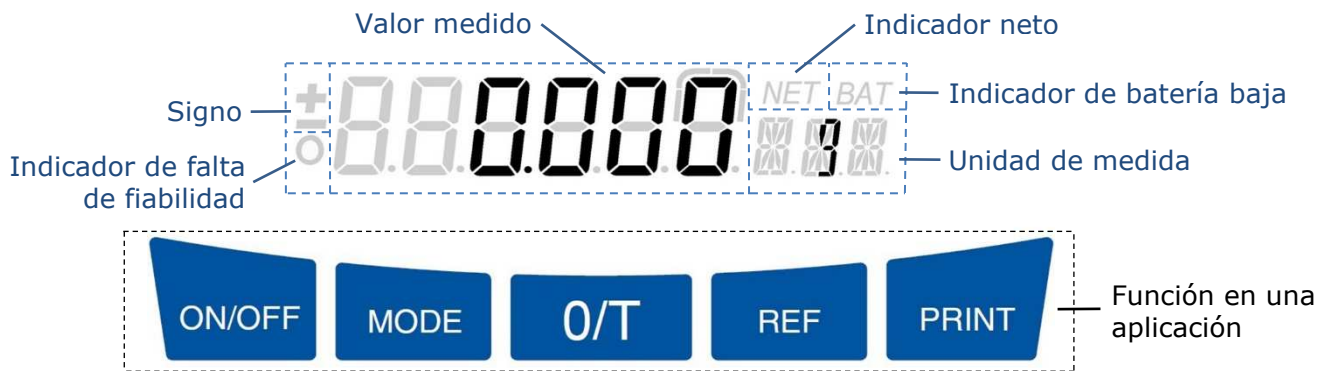 Valor medido
Indicador neto
NET BAT
Indicador de batería baja
Signo
0.000
g
Unidad de medida
Indicador de falta
de fiabilidad
ON/OFF
MODE
0/T
REF
PRINT
Función en una
aplicación